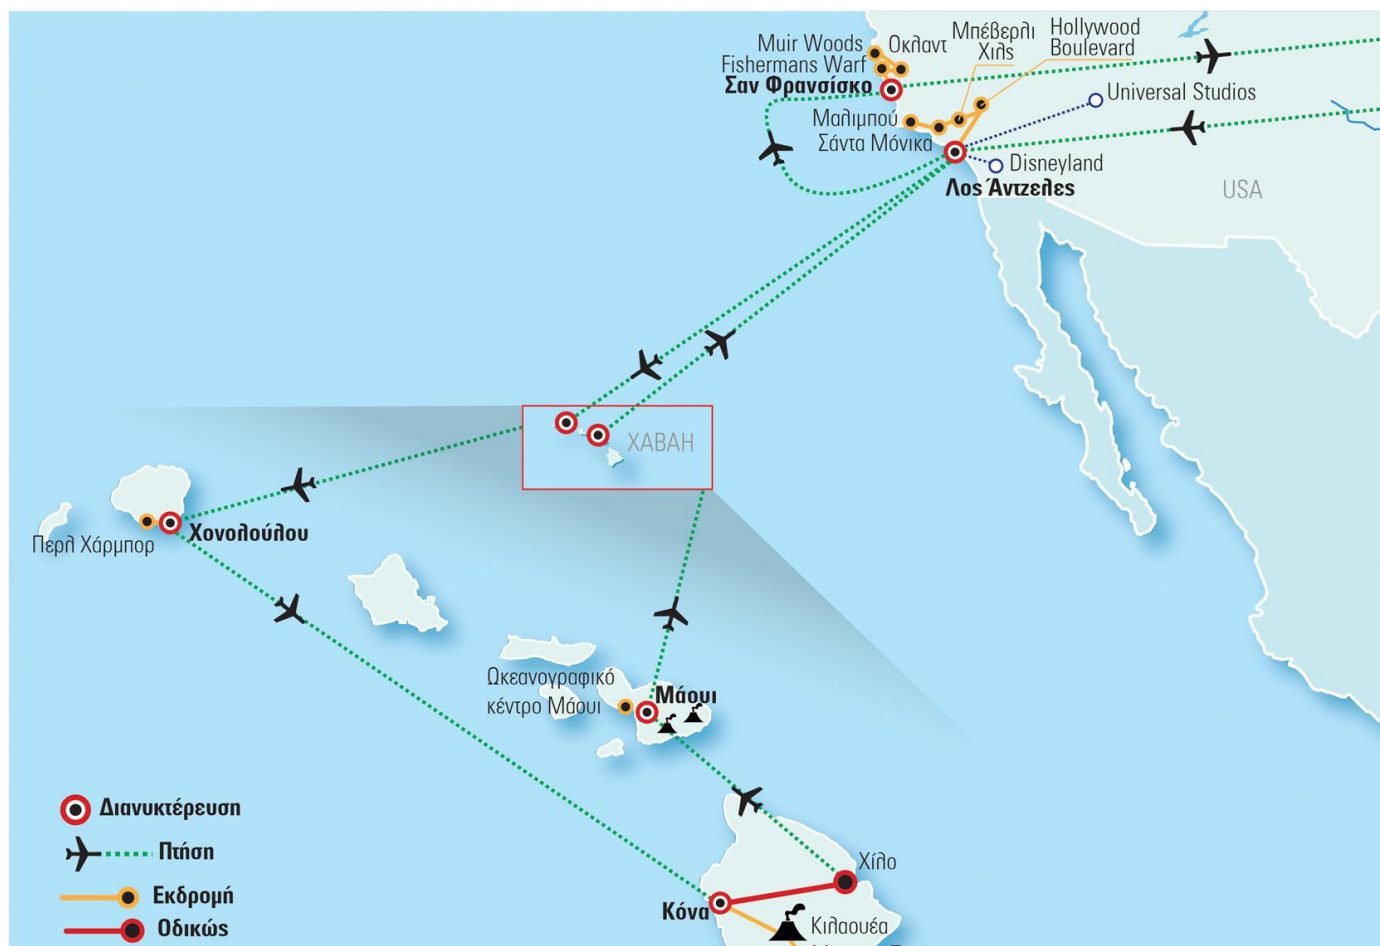 Muir Woods
Οκλαντ
Μπέβερλι
Χιλς
Hollywood
Boulevard
Fishermans Warf
Σαν Φρανσίσκο
Universal Studios
Μαλιμπού
Σάντα Μόνικα
Disneyland
Λος Άντζελες
USA
ΧΑΒΑΗ
Χονολούλου
Περλ Χάρμπορ
Ωκεανογραφικό
κέντρο Μάουι
Μάουι
Χίλο
Κόνα
Κιλαουέα
Διανυκτέρευση
Πτήση
Εκδρομή
Οδικώς